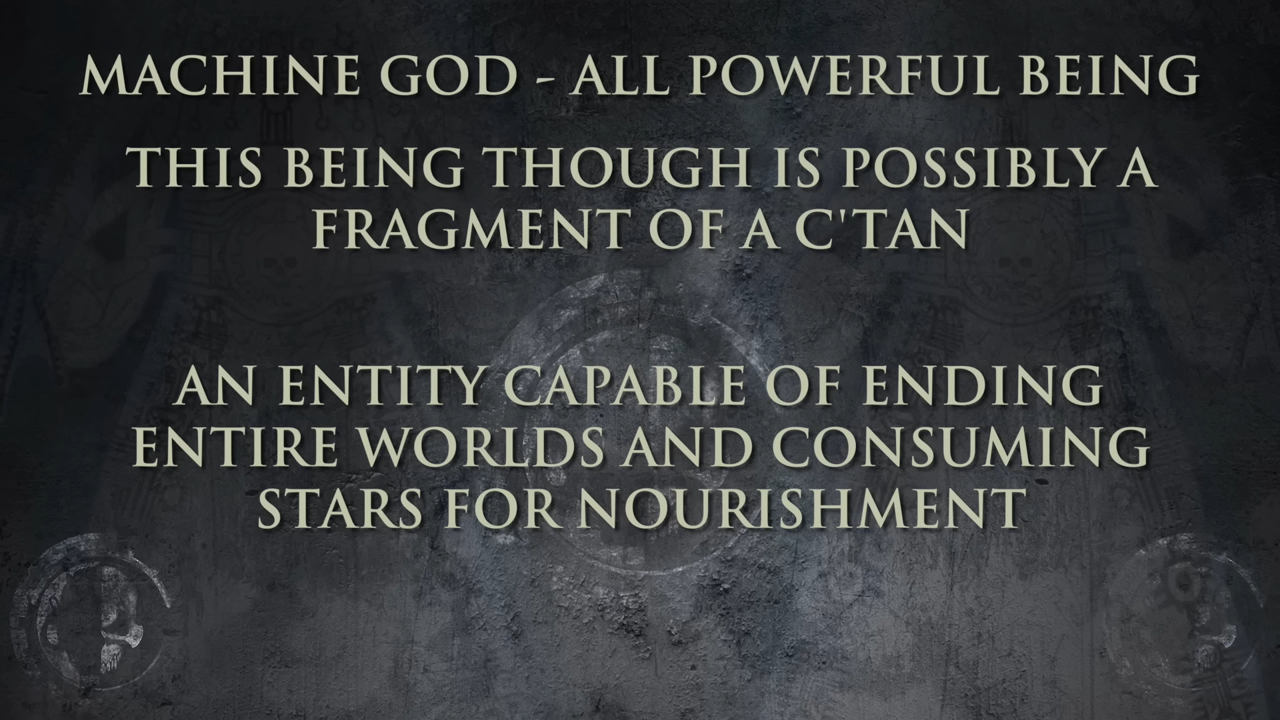 MACHINE GOD - ALL POWERFUL BEING
THIS BEING THOUGH IS POSSIBLY A
FRAGMENT OF A C'TAN
AN ENTITY CAPABLE OF ENDING
ENTIRE WORLDS AND CONSUMING
STARS FOR NOURISHMENT